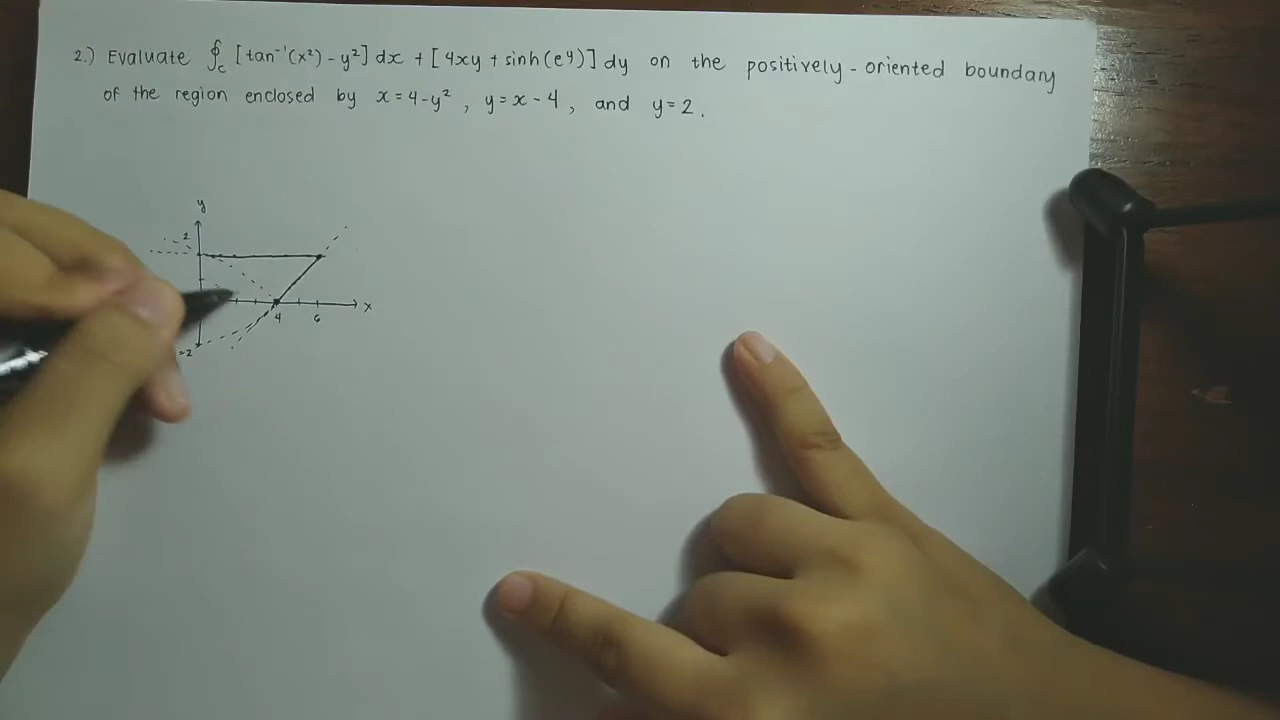 2.) Evaluate ∮_c [tan⁻¹(x²) - y²] dx + [4xy + sinh(e^y)] dy on the positively-oriented boundary
of the region enclosed by x = 4-y², y = x - 4, and y = 2.
y
2
x
4 6
-2